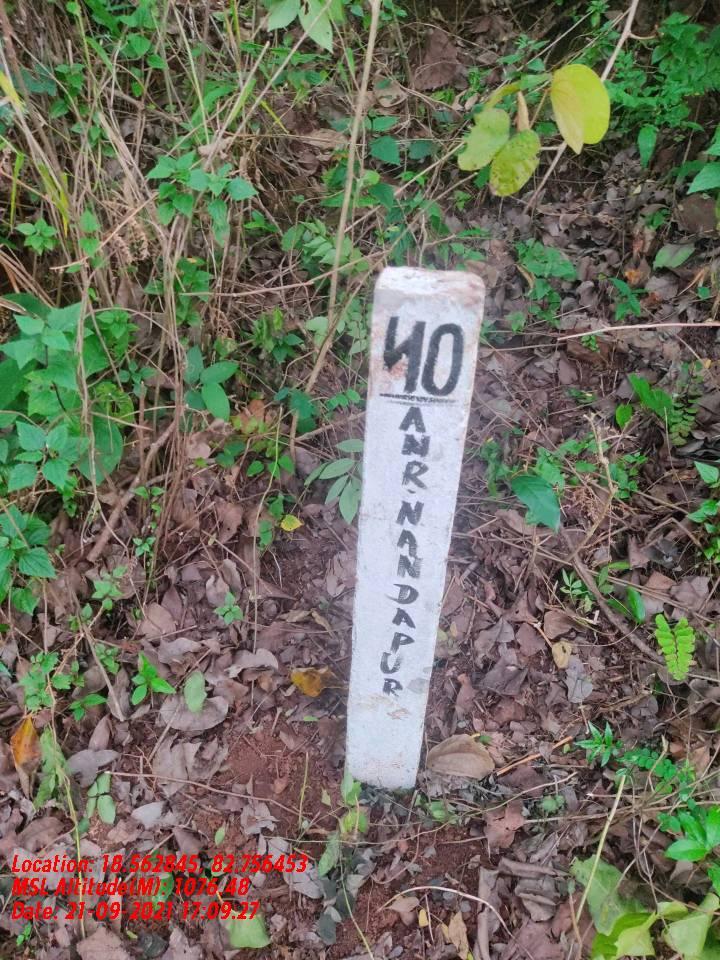 40
ANR.NANDAPUR
Location: 18.562845, 82.756453
MSL Altitude(M): 1076.48
Date. 21-09-2021 17:09:27